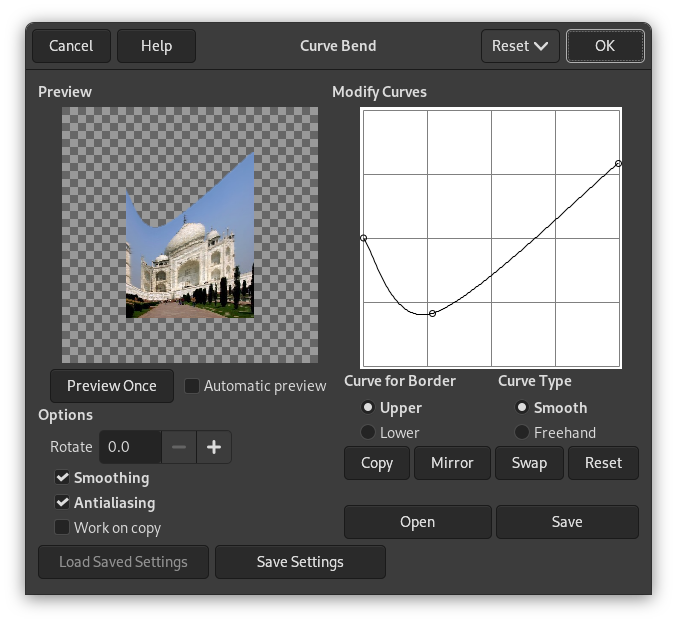 Cancel Help Curve Bend Reset OK
Preview Modify Curves
Preview Once Automatic preview
Curve for Border Curve Type
Upper Smooth
Lower Freehand
Options
Rotate 0.0
Smoothing
Antialiasing
Work on copy
Copy Mirror Swap Reset
Open Save
Load Saved Settings Save Settings